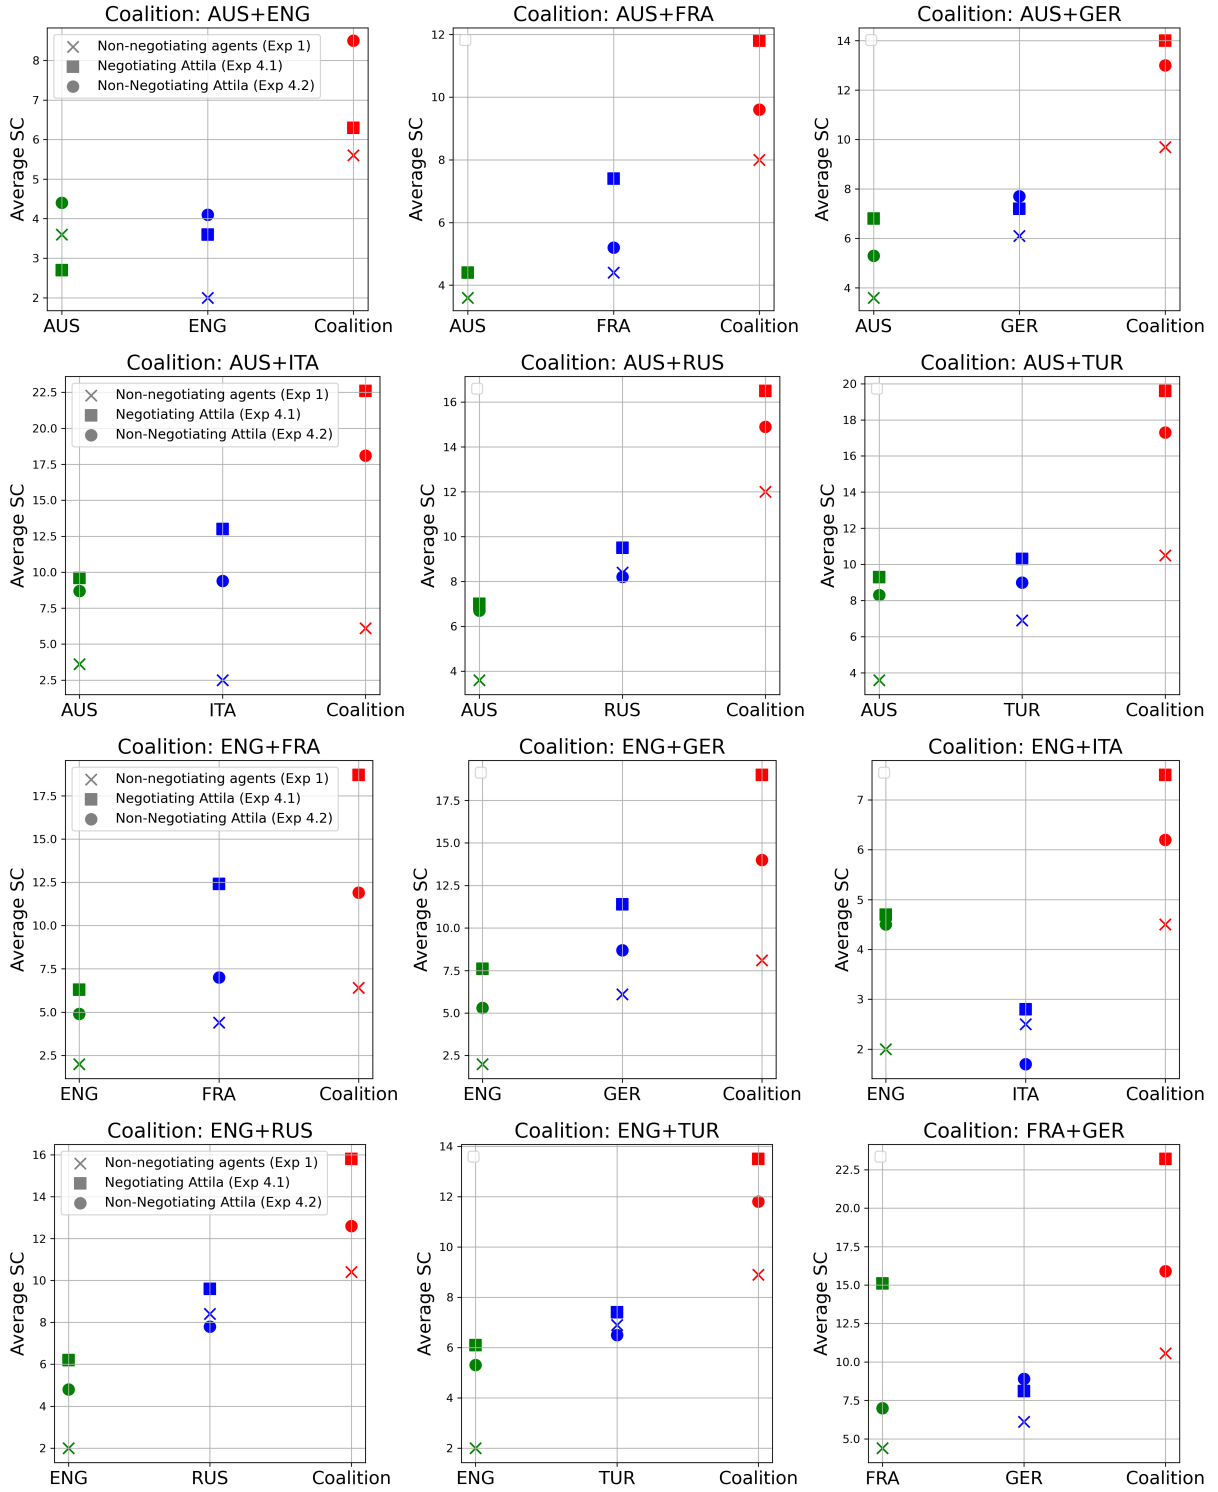 Coalition: AUS+ENG
Non-negotiating agents (Exp 1)
Negotiating Attila (Exp 4.1)
Non-Negotiating Attila (Exp 4.2)
8
7
6
5
4
3
2
Average SC
AUS ENG Coalition
Coalition: AUS+FRA
12
10
8
6
4
Average SC
AUS FRA Coalition
Coalition: AUS+GER
14
12
10
8
6
4
Average SC
AUS GER Coalition
Coalition: AUS+ITA
Non-negotiating agents (Exp 1)
Negotiating Attila (Exp 4.1)
Non-Negotiating Attila (Exp 4.2)
22.5
20.0
17.5
15.0
12.5
10.0
7.5
5.0
2.5
Average SC
AUS ITA Coalition
Coalition: AUS+RUS
16
14
12
10
8
6
4
Average SC
AUS RUS Coalition
Coalition: AUS+TUR
20
18
16
14
12
10
8
6
4
Average SC
AUS TUR Coalition
Coalition: ENG+FRA
Non-negotiating agents (Exp 1)
Negotiating Attila (Exp 4.1)
Non-Negotiating Attila (Exp 4.2)
17.5
15.0
12.5
10.0
7.5
5.0
2.5
Average SC
ENG FRA Coalition
Coalition: ENG+GER
17.5
15.0
12.5
10.0
7.5
5.0
2.5
Average SC
ENG GER Coalition
Coalition: ENG+ITA
7
6
5
4
3
2
Average SC
ENG ITA Coalition
Coalition: ENG+RUS
Non-negotiating agents (Exp 1)
Negotiating Attila (Exp 4.1)
Non-Negotiating Attila (Exp 4.2)
16
14
12
10
8
6
4
2
Average SC
ENG RUS Coalition
Coalition: ENG+TUR
14
12
10
8
6
4
2
Average SC
ENG TUR Coalition
Coalition: FRA+GER
22.5
20.0
17.5
15.0
12.5
10.0
7.5
5.0
Average SC
FRA GER Coalition